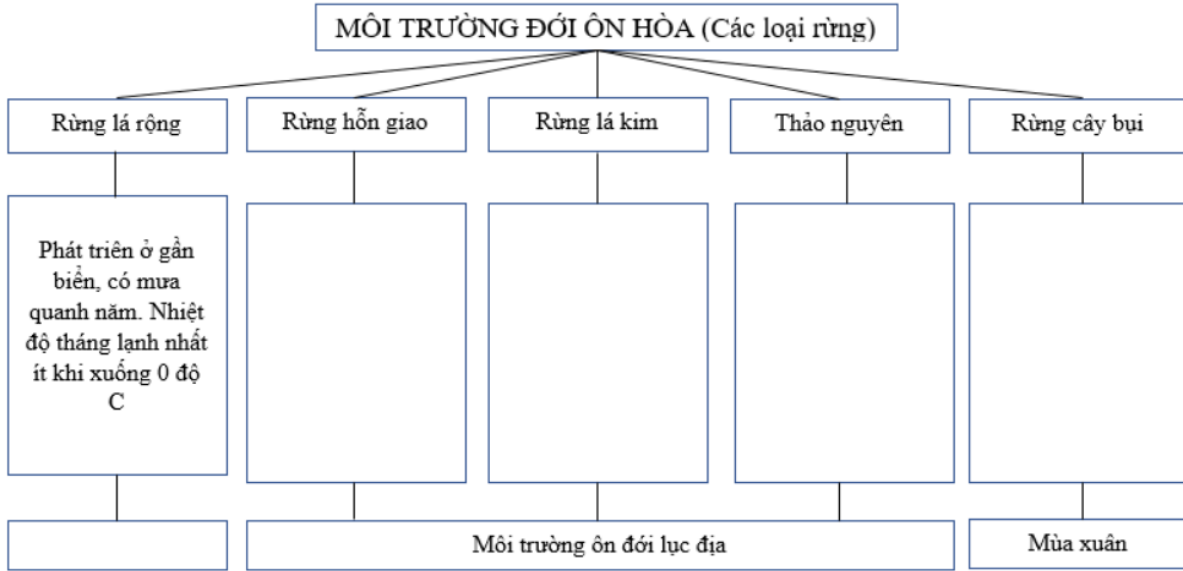 MÔI TRƯỜNG ĐỚI ÔN HÒA (Các loại rừng)
Rừng lá rộng
Rừng hỗn giao
Rừng lá kim
Thảo nguyên
Rừng cây bụi
Phát triên ở gần
biển, có mưa
quanh năm. Nhiệt
độ tháng lạnh nhất
ít khi xuống 0 độ
C
Môi trường ôn đới lục địa
Mùa xuân